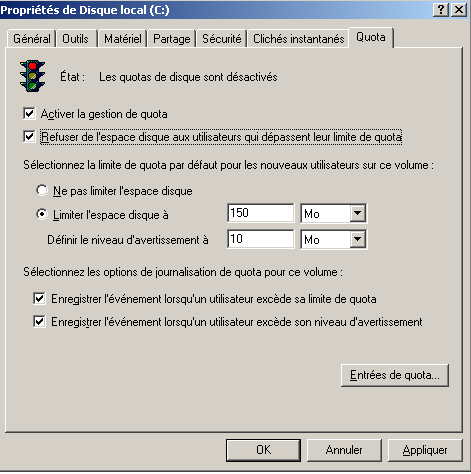 Propriétés de Disque local (C:)
Général Outils Matériel Partage Sécurité Clichés instantanés Quota
État : Les quotas de disque sont désactivés
Activer la gestion de quota
Refuser de l'espace disque aux utilisateurs qui dépassent leur limite de quota
Sélectionnez la limite de quota par défaut pour les nouveaux utilisateurs sur ce volume :
Ne pas limiter l'espace disque
Limiter l'espace disque à 150 Mo
Définir le niveau d'avertissement à 10 Mo
Sélectionnez les options de journalisation de quota pour ce volume :
Enregistrer l'événement lorsqu'un utilisateur excède sa limite de quota
Enregistrer l'événement lorsqu'un utilisateur excède son niveau d'avertissement
Entrées de quota...
OK Annuler Appliquer